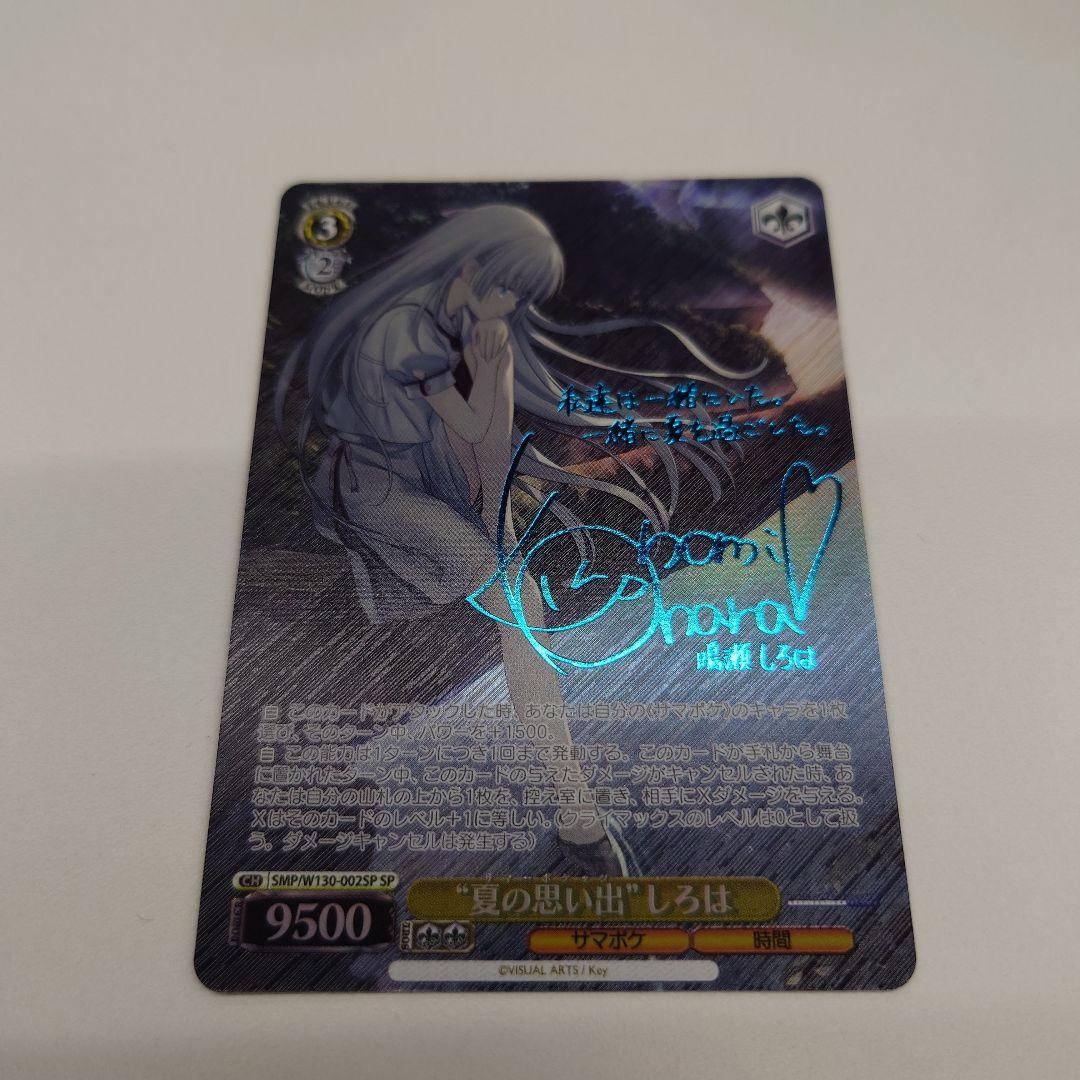 3
2
私達は一緒にいた。
一緒に夏を過ごした。
Konomi
Kohara
鳴瀬しろは
自 このカードがアタックした時、あなたは自分の《サマポケ》のキャラを1枚
選び、そのターン中、パワーを+1500。
自 この能力は1ターンにつき1回まで発動する。このカードが手札から舞台
に置かれたターン中、このカードの与えたダメージがキャンセルされた時、あ
なたは自分の山札の上から1枚を、控え室に置き、相手にXダメージを与える。
Xはそのカードのレベル+1に等しい。(クライマックスのレベルは0として扱
う。ダメージキャンセルは発生する)
CH SMP/W130-002SP SP
“夏の思い出”しろは
9500
SOUL
サマポケ 時間
©VISUAL ARTS / Key